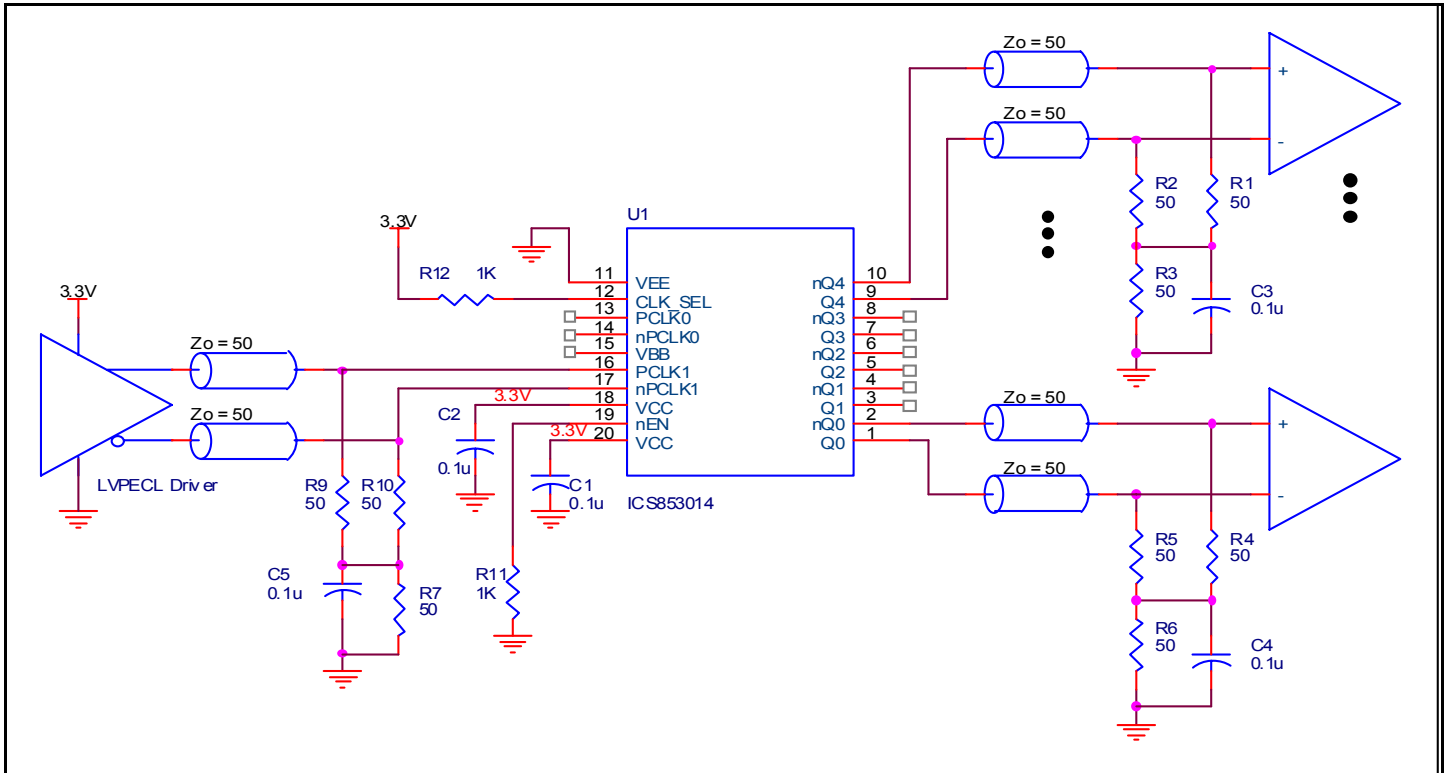 Zo = 50
+
Zo = 50
-
R2
50
R1
50
R3
50
C3
0.1u
U1
3.3V
R12 1K
11 VEE
12 CLK_SEL
13 PCLK0
14 nPCLK0
15 VBB
16 PCLK1
17 nPCLK1
18 VCC
19 nEN
20 VCC
nQ4 10
Q4 9
nQ3 8
Q3 7
nQ2 6
Q2 5
nQ1 4
Q1 3
nQ0 2
Q0 1
ICS853014
3.3V
Zo = 50
Zo = 50
LVPECL Driver
3.3V
C2
0.1u
3.3V
C1
0.1u
R9
50
R10
50
C5
0.1u
R7
50
R11
1K
Zo = 50
+
Zo = 50
-
R5
50
R4
50
R6
50
C4
0.1u